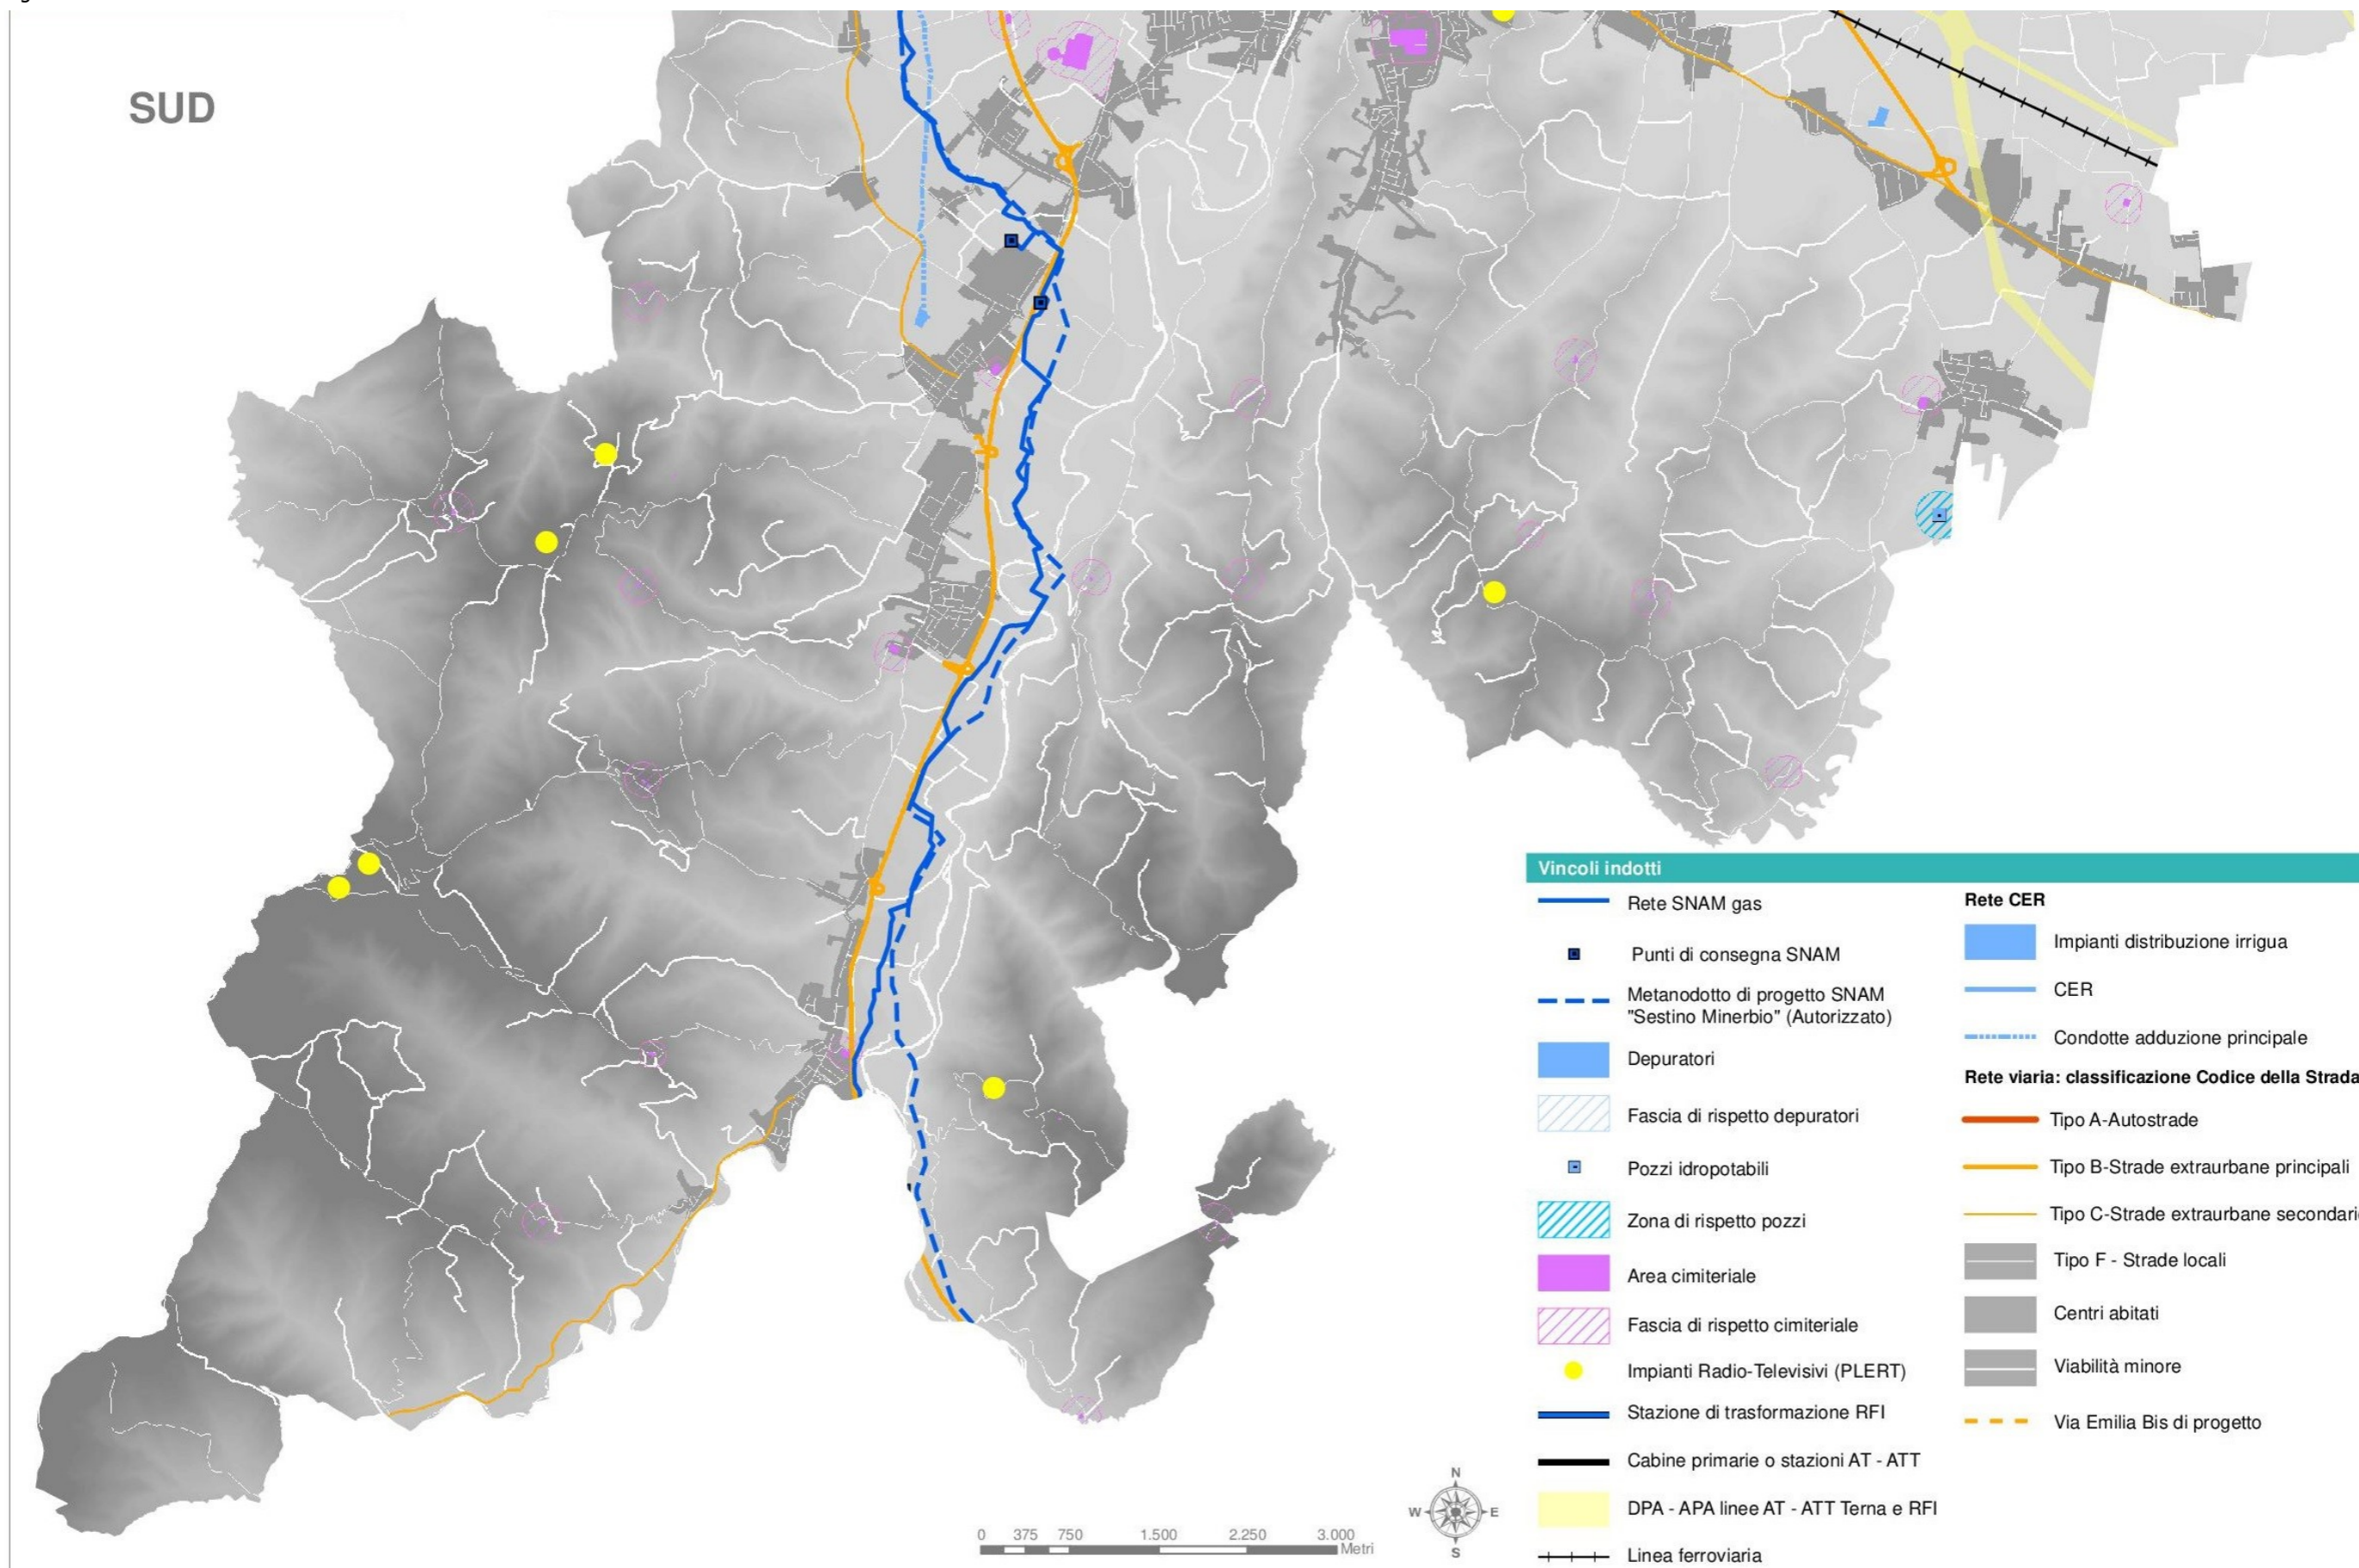 SUD
Vincoli indotti
Rete SNAM gas
Punti di consegna SNAM
Metanodotto di progetto SNAM
"Sestino Minerbio" (Autorizzato)
Depuratori
Fascia di rispetto depuratori
Pozzi idropotabili
Zona di rispetto pozzi
Area cimiteriale
Fascia di rispetto cimiteriale
Impianti Radio-Televisivi (PLERT)
Stazione di trasformazione RFI
Cabine primarie o stazioni AT - ATT
DPA - APA linee AT - ATT Terna e RFI
Linea ferroviaria
Rete CER
Impianti distribuzione irrigua
CER
Condotte adduzione principale
Rete viaria: classificazione Codice della Strada
Tipo A-Autostrade
Tipo B-Strade extraurbane principali
Tipo C-Strade extraurbane secondari
Tipo F - Strade locali
Centri abitati
Viabilità minore
Via Emilia Bis di progetto
N
W E
S
0 375 750 1.500 2.250 3.000
Metri